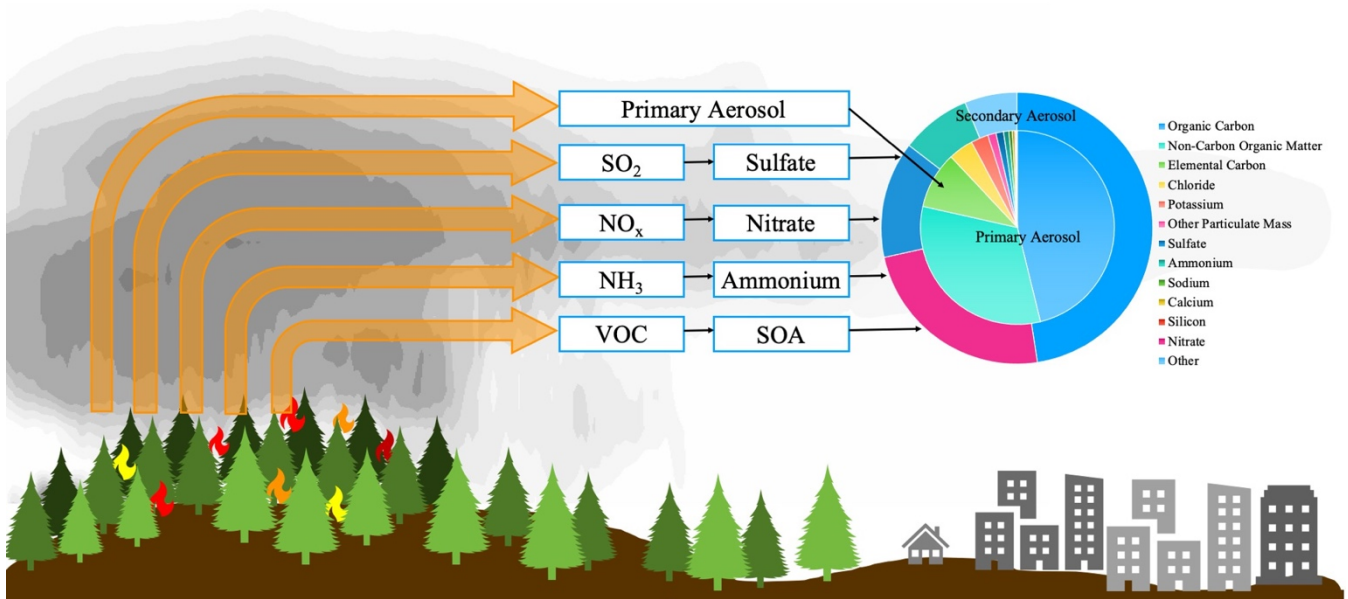 Primary Aerosol
SO₂
Sulfate
NOₓ
Nitrate
NH₃
Ammonium
VOC
SOA
Secondary Aerosol
Primary Aerosol
Organic Carbon
Non-Carbon Organic Matter
Elemental Carbon
Chloride
Potassium
Other Particulate Mass
Sulfate
Ammonium
Sodium
Calcium
Silicon
Nitrate
Other